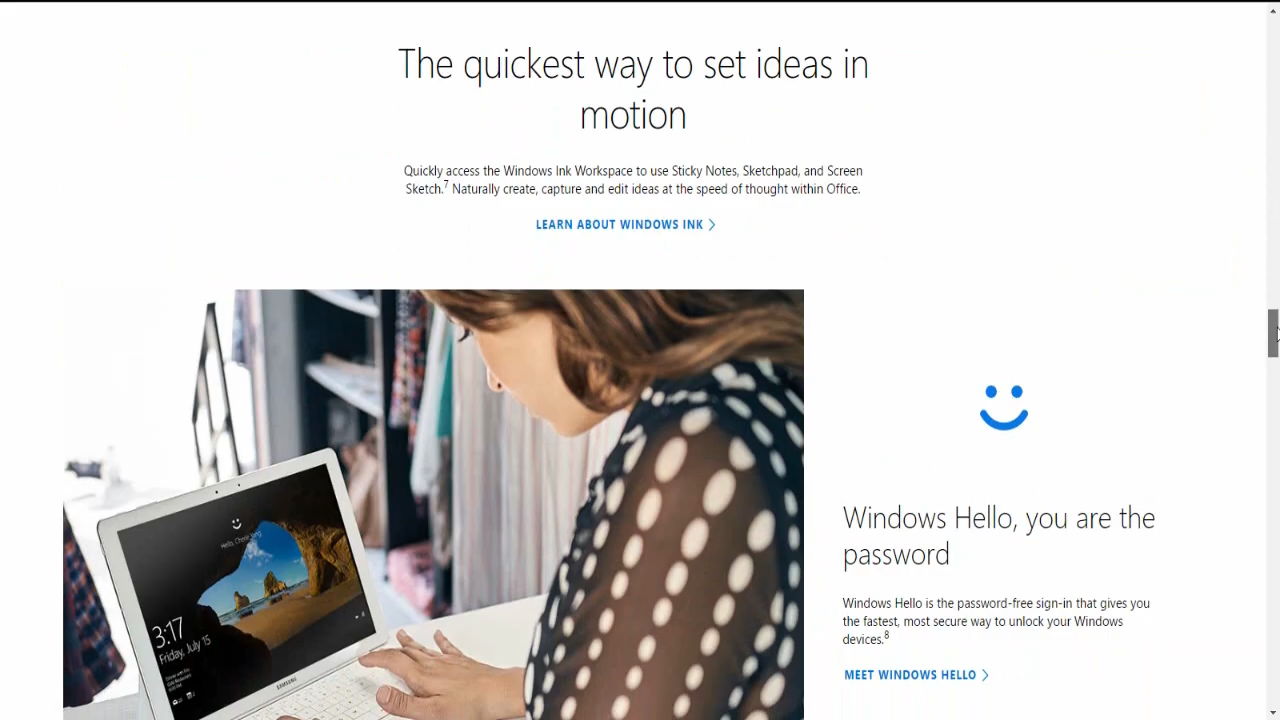 The quickest way to set ideas in
motion
Quickly access the Windows Ink Workspace to use Sticky Notes, Sketchpad, and Screen
Sketch.7 Naturally create, capture and edit ideas at the speed of thought within Office.
LEARN ABOUT WINDOWS INK >
3:17
Friday, July 15
SAMSUNG
Windows Hello, you are the
password
Windows Hello is the password-free sign-in that gives you
the fastest, most secure way to unlock your Windows
devices.8
MEET WINDOWS HELLO >